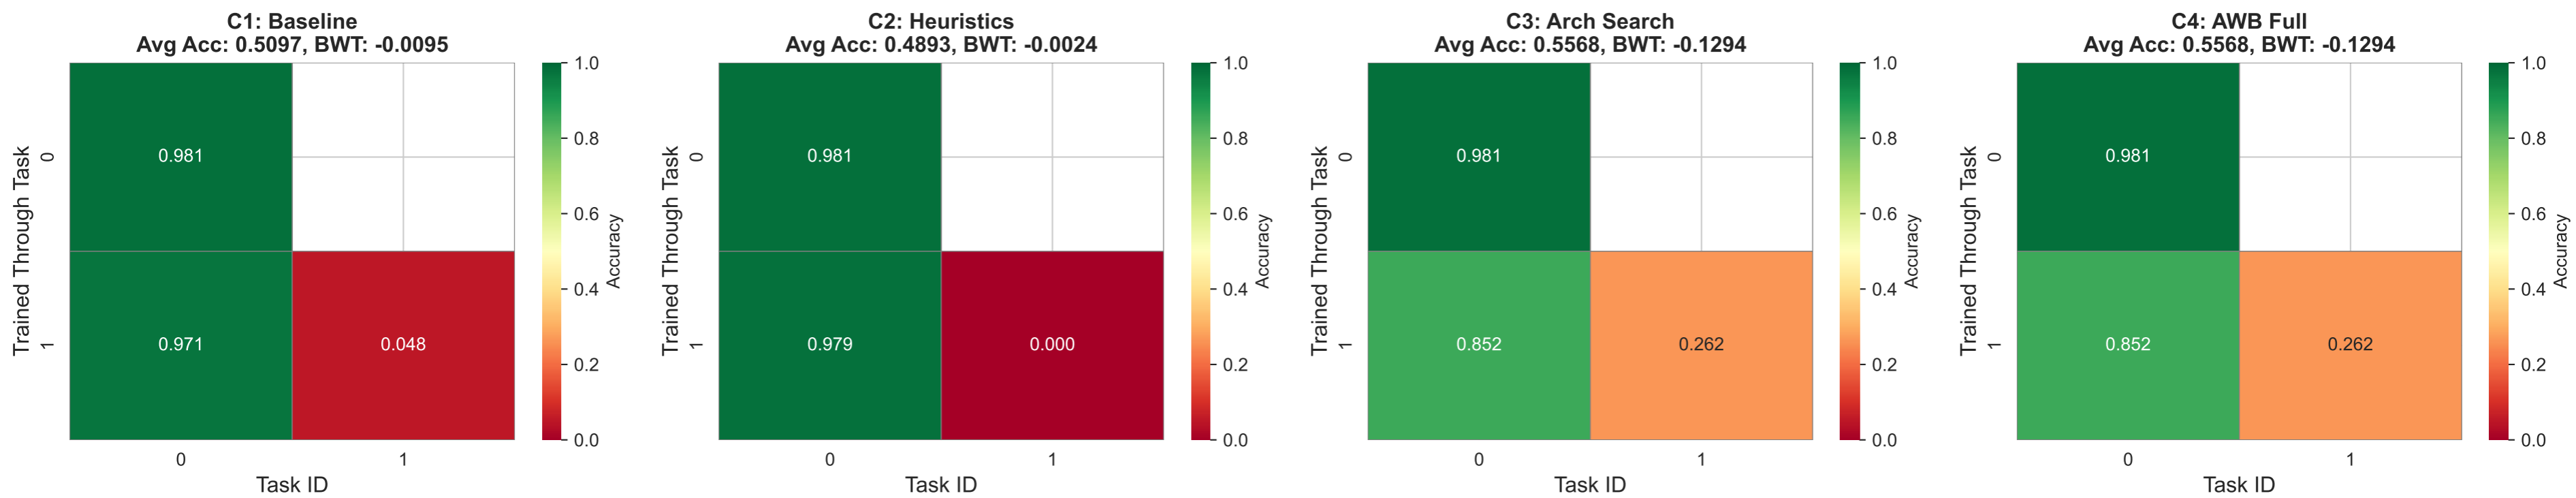 C1: Baseline
Avg Acc: 0.5097, BWT: -0.0095
Trained Through Task
0
1
0.981
0.971
0.048
0
1
Task ID
1.0
0.8
0.6
0.4
0.2
0.0
Accuracy
C2: Heuristics
Avg Acc: 0.4893, BWT: -0.0024
Trained Through Task
0
1
0.981
0.979
0.000
0
1
Task ID
1.0
0.8
0.6
0.4
0.2
0.0
Accuracy
C3: Arch Search
Avg Acc: 0.5568, BWT: -0.1294
Trained Through Task
0
1
0.981
0.852
0.262
0
1
Task ID
1.0
0.8
0.6
0.4
0.2
0.0
Accuracy
C4: AWB Full
Avg Acc: 0.5568, BWT: -0.1294
Trained Through Task
0
1
0.981
0.852
0.262
0
1
Task ID
1.0
0.8
0.6
0.4
0.2
0.0
Accuracy